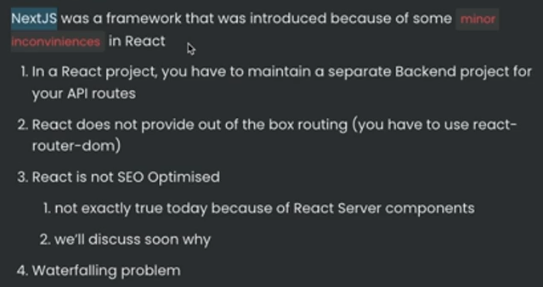 NextJS was a framework that was introduced because of some minor
inconviniences in React
1. In a React project, you have to maintain a separate Backend project for
your API routes
2. React does not provide out of the box routing (you have to use react-
router-dom)
3. React is not SEO Optimised
1. not exactly true today because of React Server components
2. we'll discuss soon why
4. Waterfalling problem